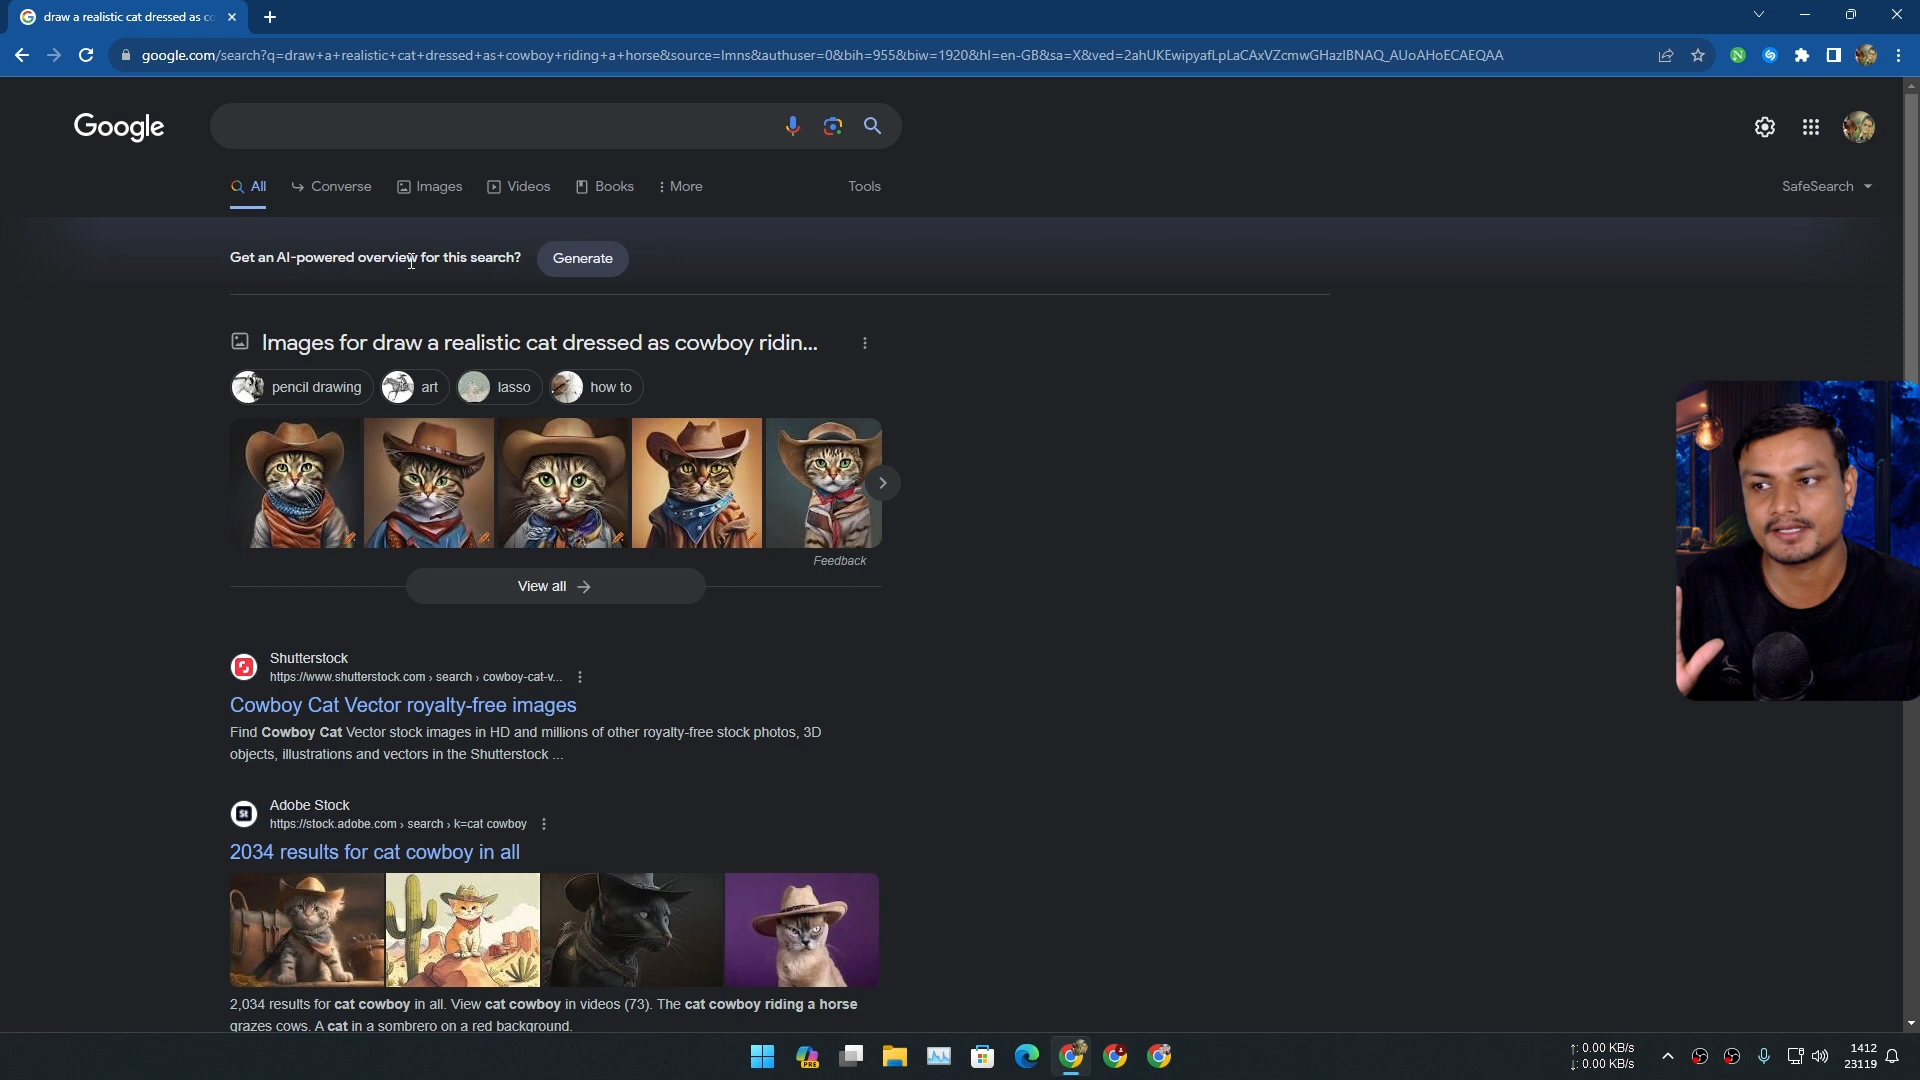 draw a realistic cat dressed as co
google.com/search?q=draw+a+realistic+cat+dressed+as+cowboy+riding+a+horse&source=lmns&authuser=0&bih=955&biw=1920&hl=en-GB&sa=X&ved=2ahUKEwipyafLpLaCAxVZcmwGHazIBNAQ_AUoAHoECAEQAA
Google
All Converse Images Videos Books More Tools SafeSearch
Get an AI-powered overview for this search? Generate
Images for draw a realistic cat dressed as cowboy ridin...
pencil drawing art lasso how to
Feedback
View all
Shutterstock
https://www.shutterstock.com › search › cowboy-cat-v...
Cowboy Cat Vector royalty-free images
Find Cowboy Cat Vector stock images in HD and millions of other royalty-free stock photos, 3D
objects, illustrations and vectors in the Shutterstock ...
St
Adobe Stock
https://stock.adobe.com › search › k=cat cowboy
2034 results for cat cowboy in all
2,034 results for cat cowboy in all. View cat cowboy in videos (73). The cat cowboy riding a horse
grazes cows. A cat in a sombrero on a red background.
PRE
↑: 0.00 KB/s
↓: 0.00 KB/s
1412
23119